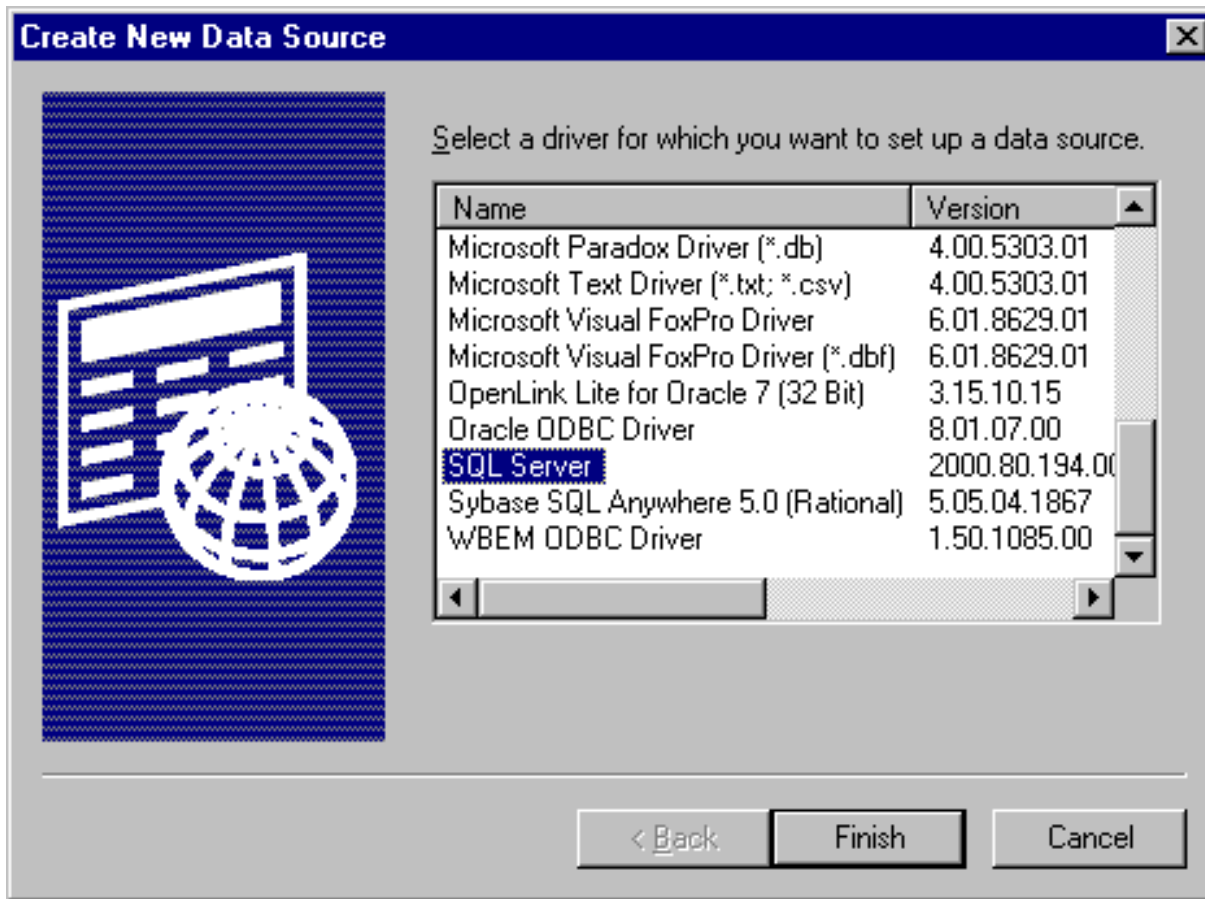 Create New Data Source
Select a driver for which you want to set up a data source.
Name Version
Microsoft Paradox Driver (*.db) 4.00.5303.01
Microsoft Text Driver (*.txt; *.csv) 4.00.5303.01
Microsoft Visual FoxPro Driver 6.01.8629.01
Microsoft Visual FoxPro Driver (*.dbf) 6.01.8629.01
OpenLink Lite for Oracle 7 (32 Bit) 3.15.10.15
Oracle ODBC Driver 8.01.07.00
SQL Server 2000.80.194.00
Sybase SQL Anywhere 5.0 (Rational) 5.05.04.1867
WBEM ODBC Driver 1.50.1085.00
< Back Finish Cancel